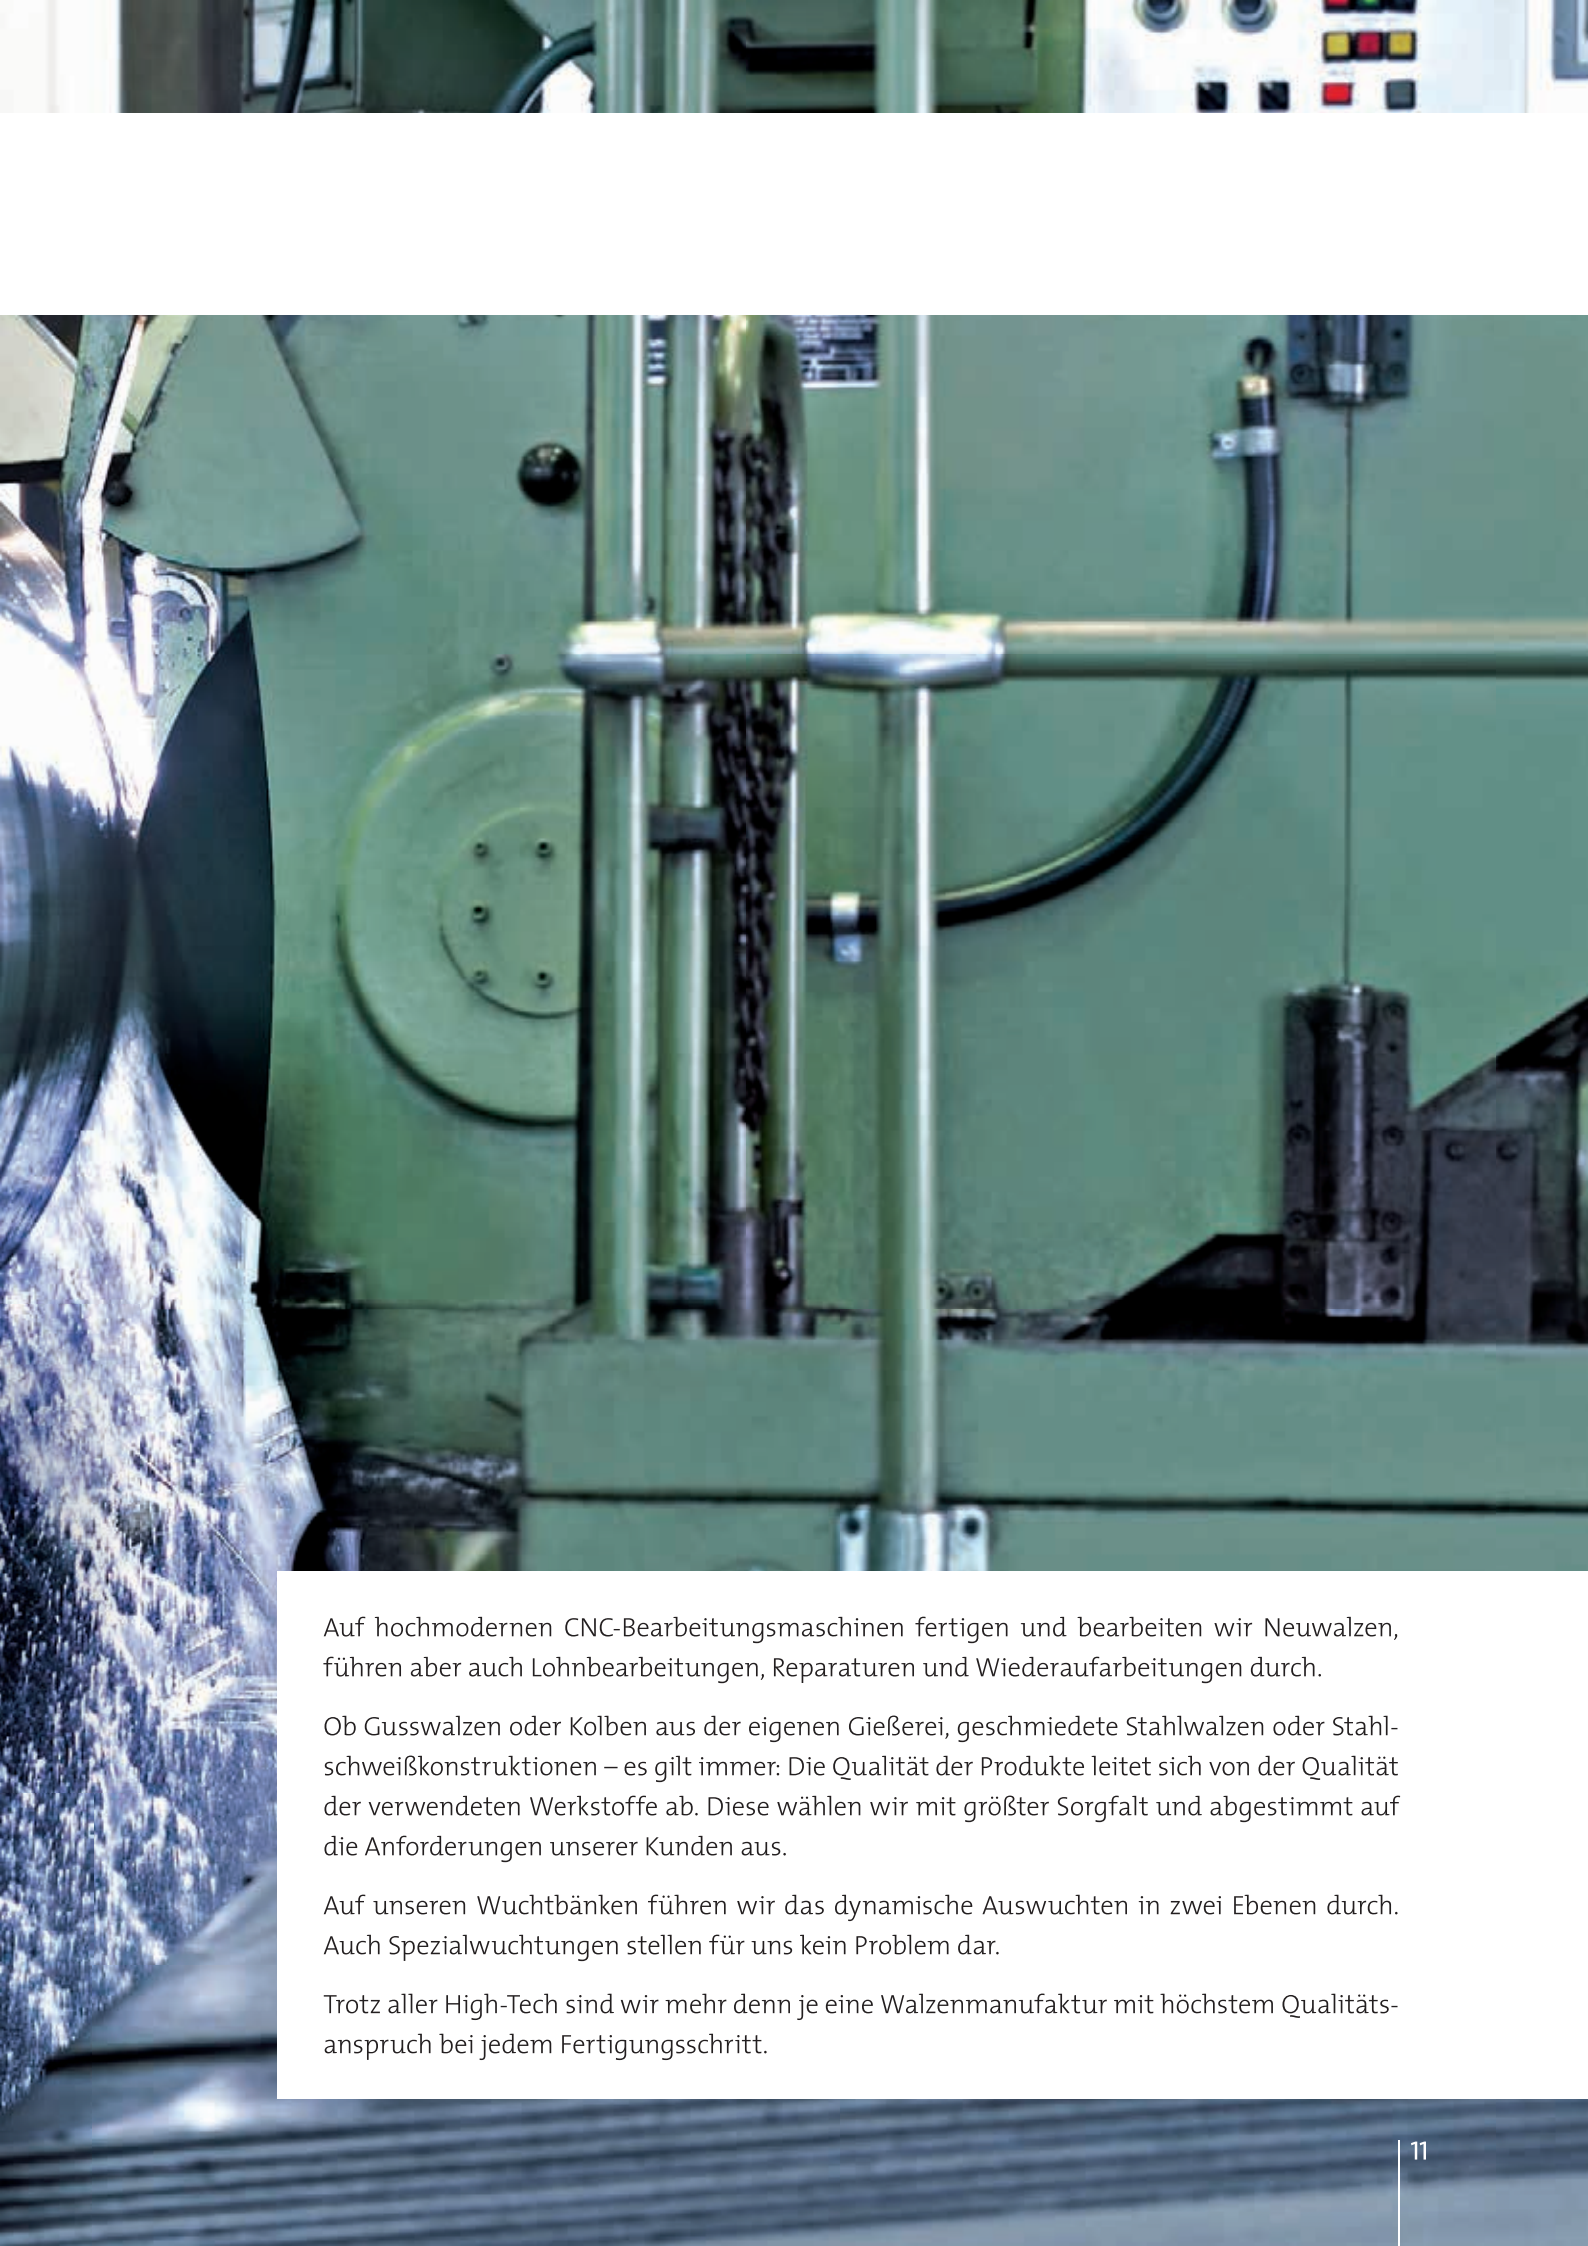 Auf hochmodernen CNC-Bearbeitungsmaschinen fertigen und bearbeiten wir Neuwalzen,
führen aber auch Lohnbearbeitungen, Reparaturen und Wiederaufarbeitungen durch.
Ob Gusswalzen oder Kolben aus der eigenen Gießerei, geschmiedete Stahlwalzen oder Stahl-
schweißkonstruktionen – es gilt immer: Die Qualität der Produkte leitet sich von der Qualität
der verwendeten Werkstoffe ab. Diese wählen wir mit größter Sorgfalt und abgestimmt auf
die Anforderungen unserer Kunden aus.
Auf unseren Wuchtbänken führen wir das dynamische Auswuchten in zwei Ebenen durch.
Auch Spezialwuchtungen stellen für uns kein Problem dar.
Trotz aller High-Tech sind wir mehr denn je eine Walzenmanufaktur mit höchstem Qualitäts-
anspruch bei jedem Fertigungsschritt.
11